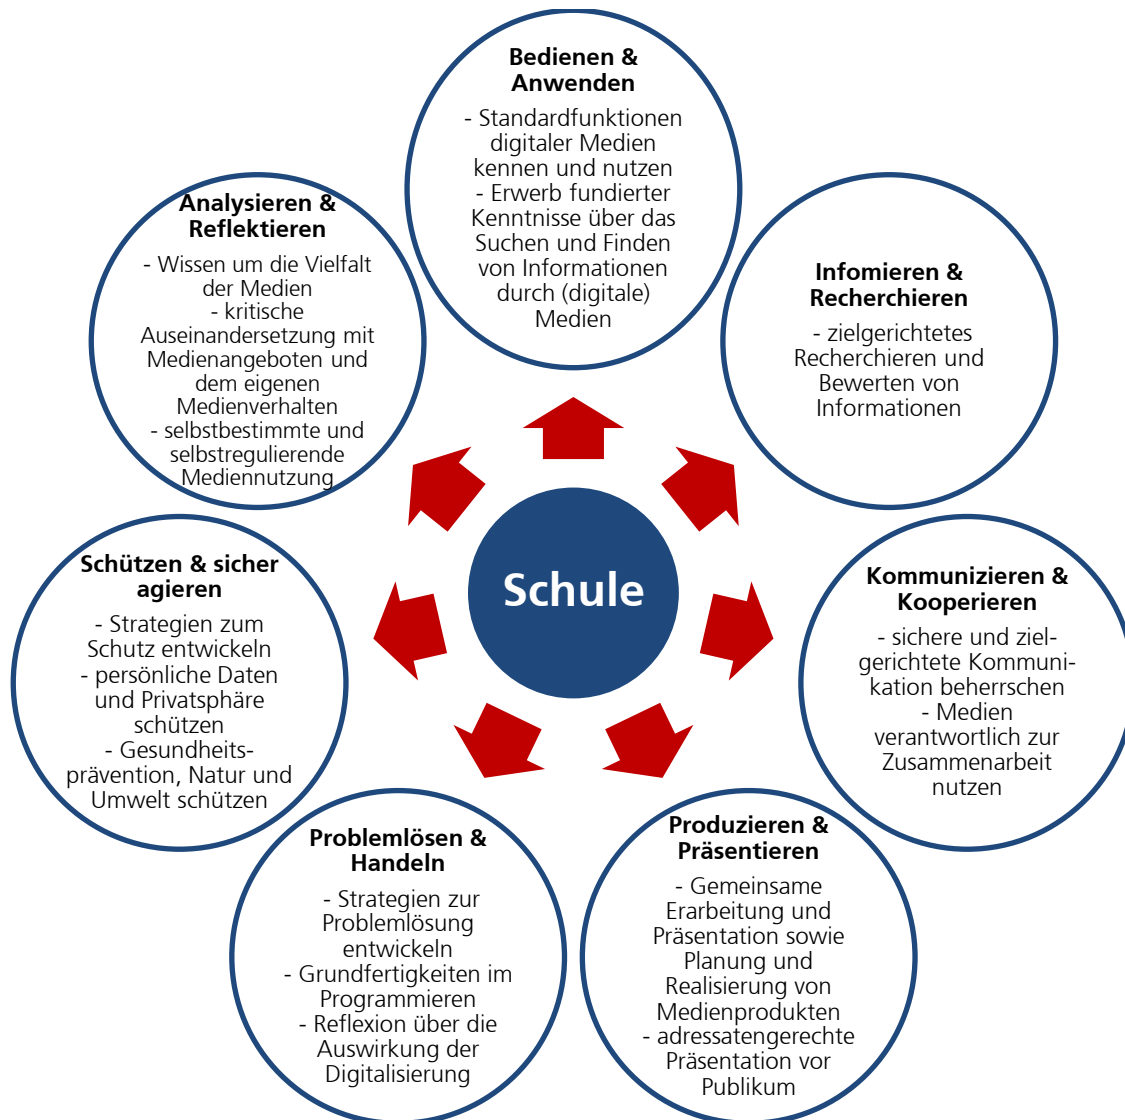 Bedienen &
Anwenden
- Standardfunktionen
digitaler Medien
kennen und nutzen
- Erwerb fundierter
Kenntnisse über das
Suchen und Finden
von Informationen
durch (digitale)
Medien
Infomieren &
Recherchieren
- zielgerichtetes
Recherchieren und
Bewerten von
Informationen
Kommunizieren &
Kooperieren
- sichere und ziel-
gerichtete Kommuni-
kation beherrschen
- Medien
verantwortlich zur
Zusammenarbeit
nutzen
Produzieren &
Präsentieren
- Gemeinsame
Erarbeitung und
Präsentation sowie
Planung und
Realisierung von
Medienprodukten
- adressatengerechte
Präsentation vor
Publikum
Problemlösen &
Handeln
- Strategien zur
Problemlösung
entwickeln
- Grundfertigkeiten im
Programmieren
- Reflexion über die
Auswirkung der
Digitalisierung
Schützen & sicher
agieren
- Strategien zum
Schutz entwickeln
- persönliche Daten
und Privatsphäre
schützen
- Gesundheits-
prävention, Natur und
Umwelt schützen
Analysieren &
Reflektieren
- Wissen um die Vielfalt
der Medien
- kritische
Auseinandersetzung mit
Medienangeboten und
dem eigenen
Medienverhalten
- selbstbestimmte und
selbstregulierende
Mediennutzung
Schule